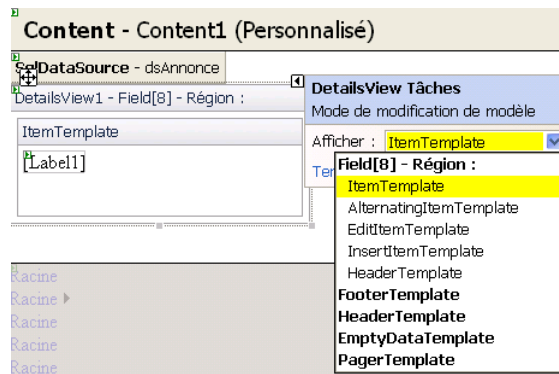 Content - Content1 (Personnalisé)
SqlDataSource - dsAnnonce
DetailsView1 - Field[8] - Région :
ItemTemplate
[Label1]
DetailsView Tâches
Mode de modification de modèle
Afficher : ItemTemplate
Ter
Field[8] - Région :
ItemTemplate
AlternatingItemTemplate
EditItemTemplate
InsertItemTemplate
HeaderTemplate
FooterTemplate
HeaderTemplate
EmptyDataTemplate
PagerTemplate
Racine
Racine
Racine
Racine
Racine